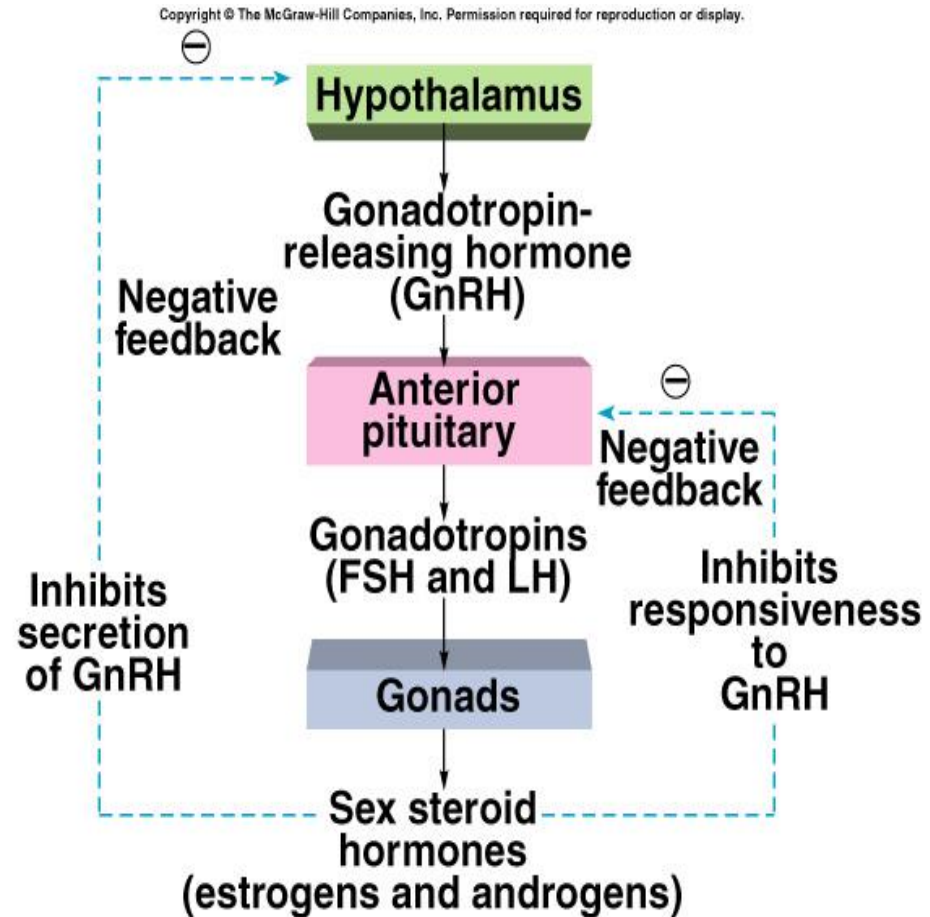 Copyright © The McGraw-Hill Companies, Inc. Permission required for reproduction or display.
Hypothalamus
Gonadotropin-
releasing hormone
(GnRH)
Negative
feedback
Anterior
pituitary
Negative
feedback
Gonadotropins
(FSH and LH)
Inhibits
secretion
of GnRH
Inhibits
responsiveness
to
GnRH
Gonads
Sex steroid
hormones
(estrogens and androgens)